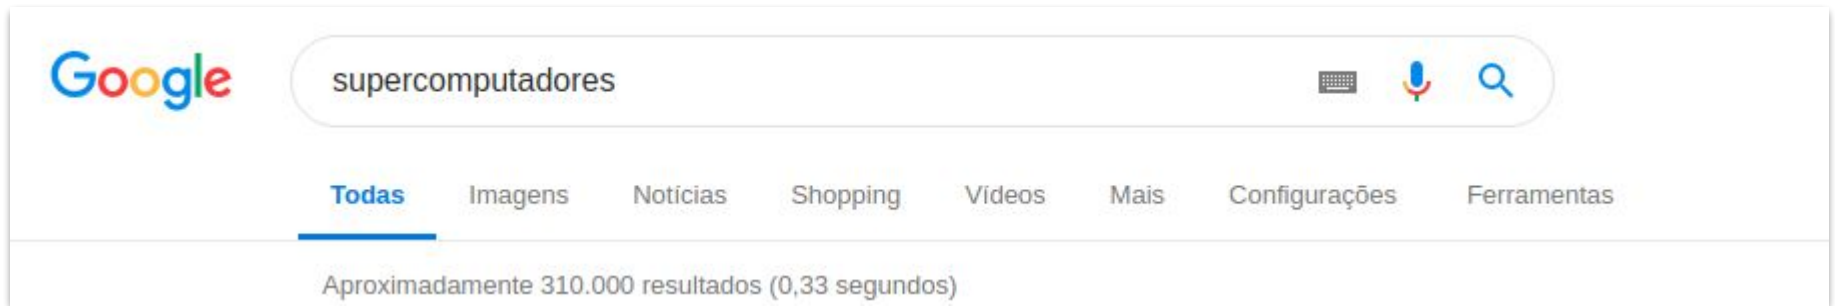 Google supercomputadores
Todas Imagens Notícias Shopping Vídeos Mais Configurações Ferramentas
Aproximadamente 310.000 resultados (0,33 segundos)